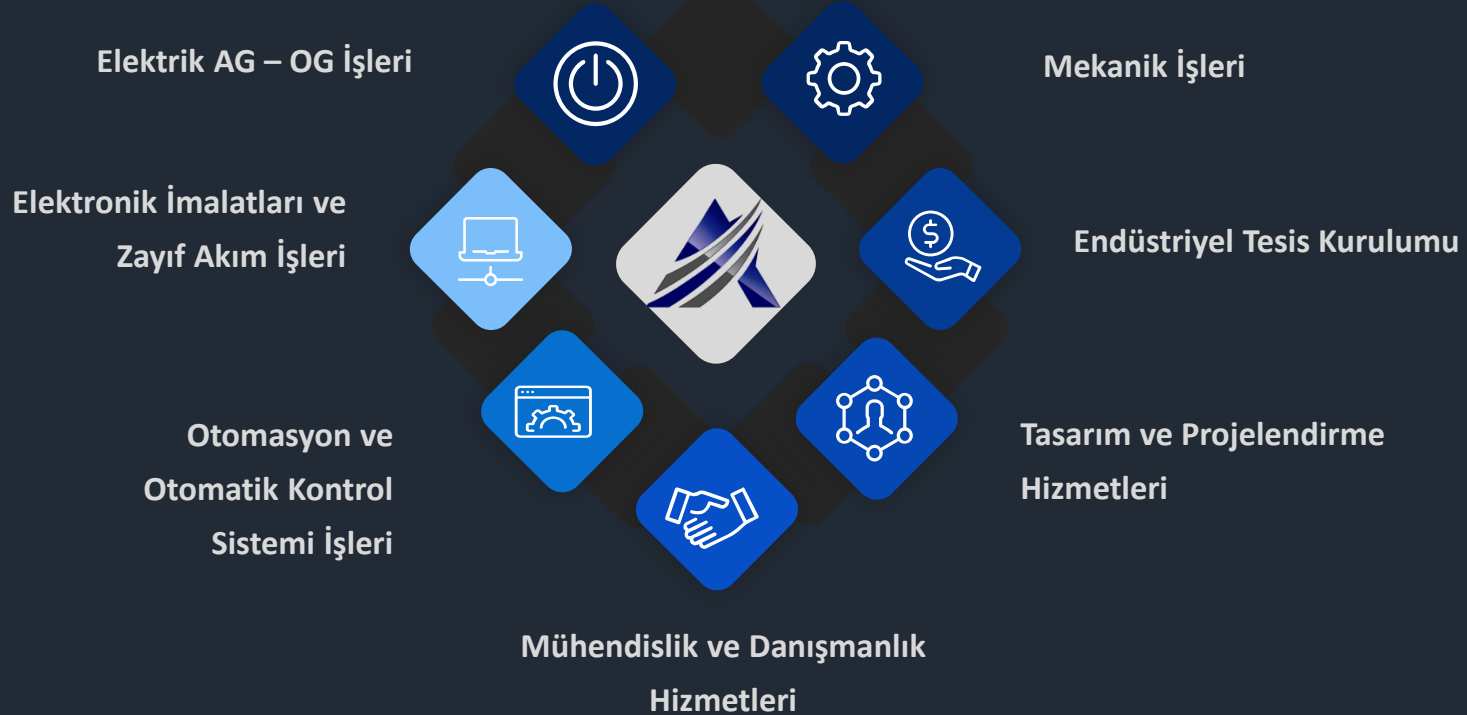 Elektrik AG – OG İşleri
Mekanik İşleri
Elektronik İmalatları ve
Zayıf Akım İşleri
Endüstriyel Tesis Kurulumu
Otomasyon ve
Otomatik Kontrol
Sistemi İşleri
Tasarım ve Projelendirme
Hizmetleri
Mühendislik ve Danışmanlık
Hizmetleri